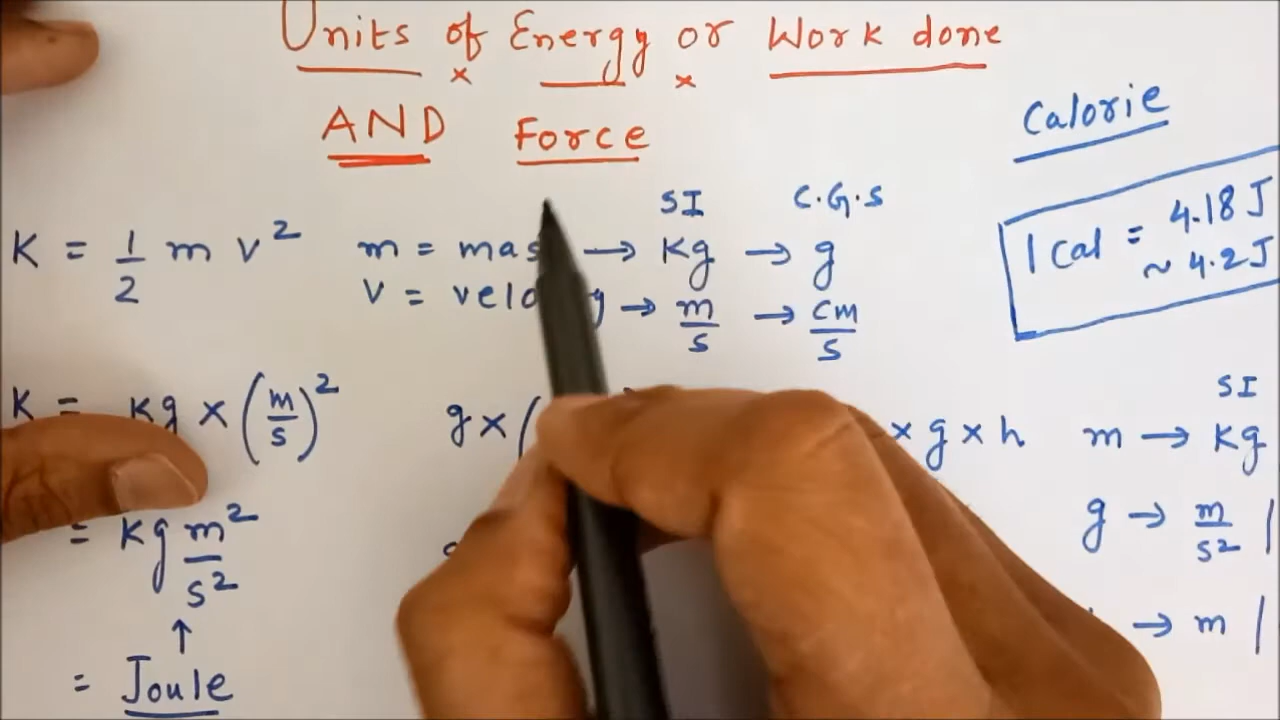 Units of Energy or Work done
AND Force
Calorie
1 Cal = 4.18 J
~ 4.2 J
SI C.G.S
K = 1/2 m v² m = mas → Kg → g
V = velo y → m/s → cm/s
K = Kg × (m/s)² g × (
× g × h
SI
m → Kg
g → m/s² |
→ m |
= Kg m²/s²
↑
= Joule